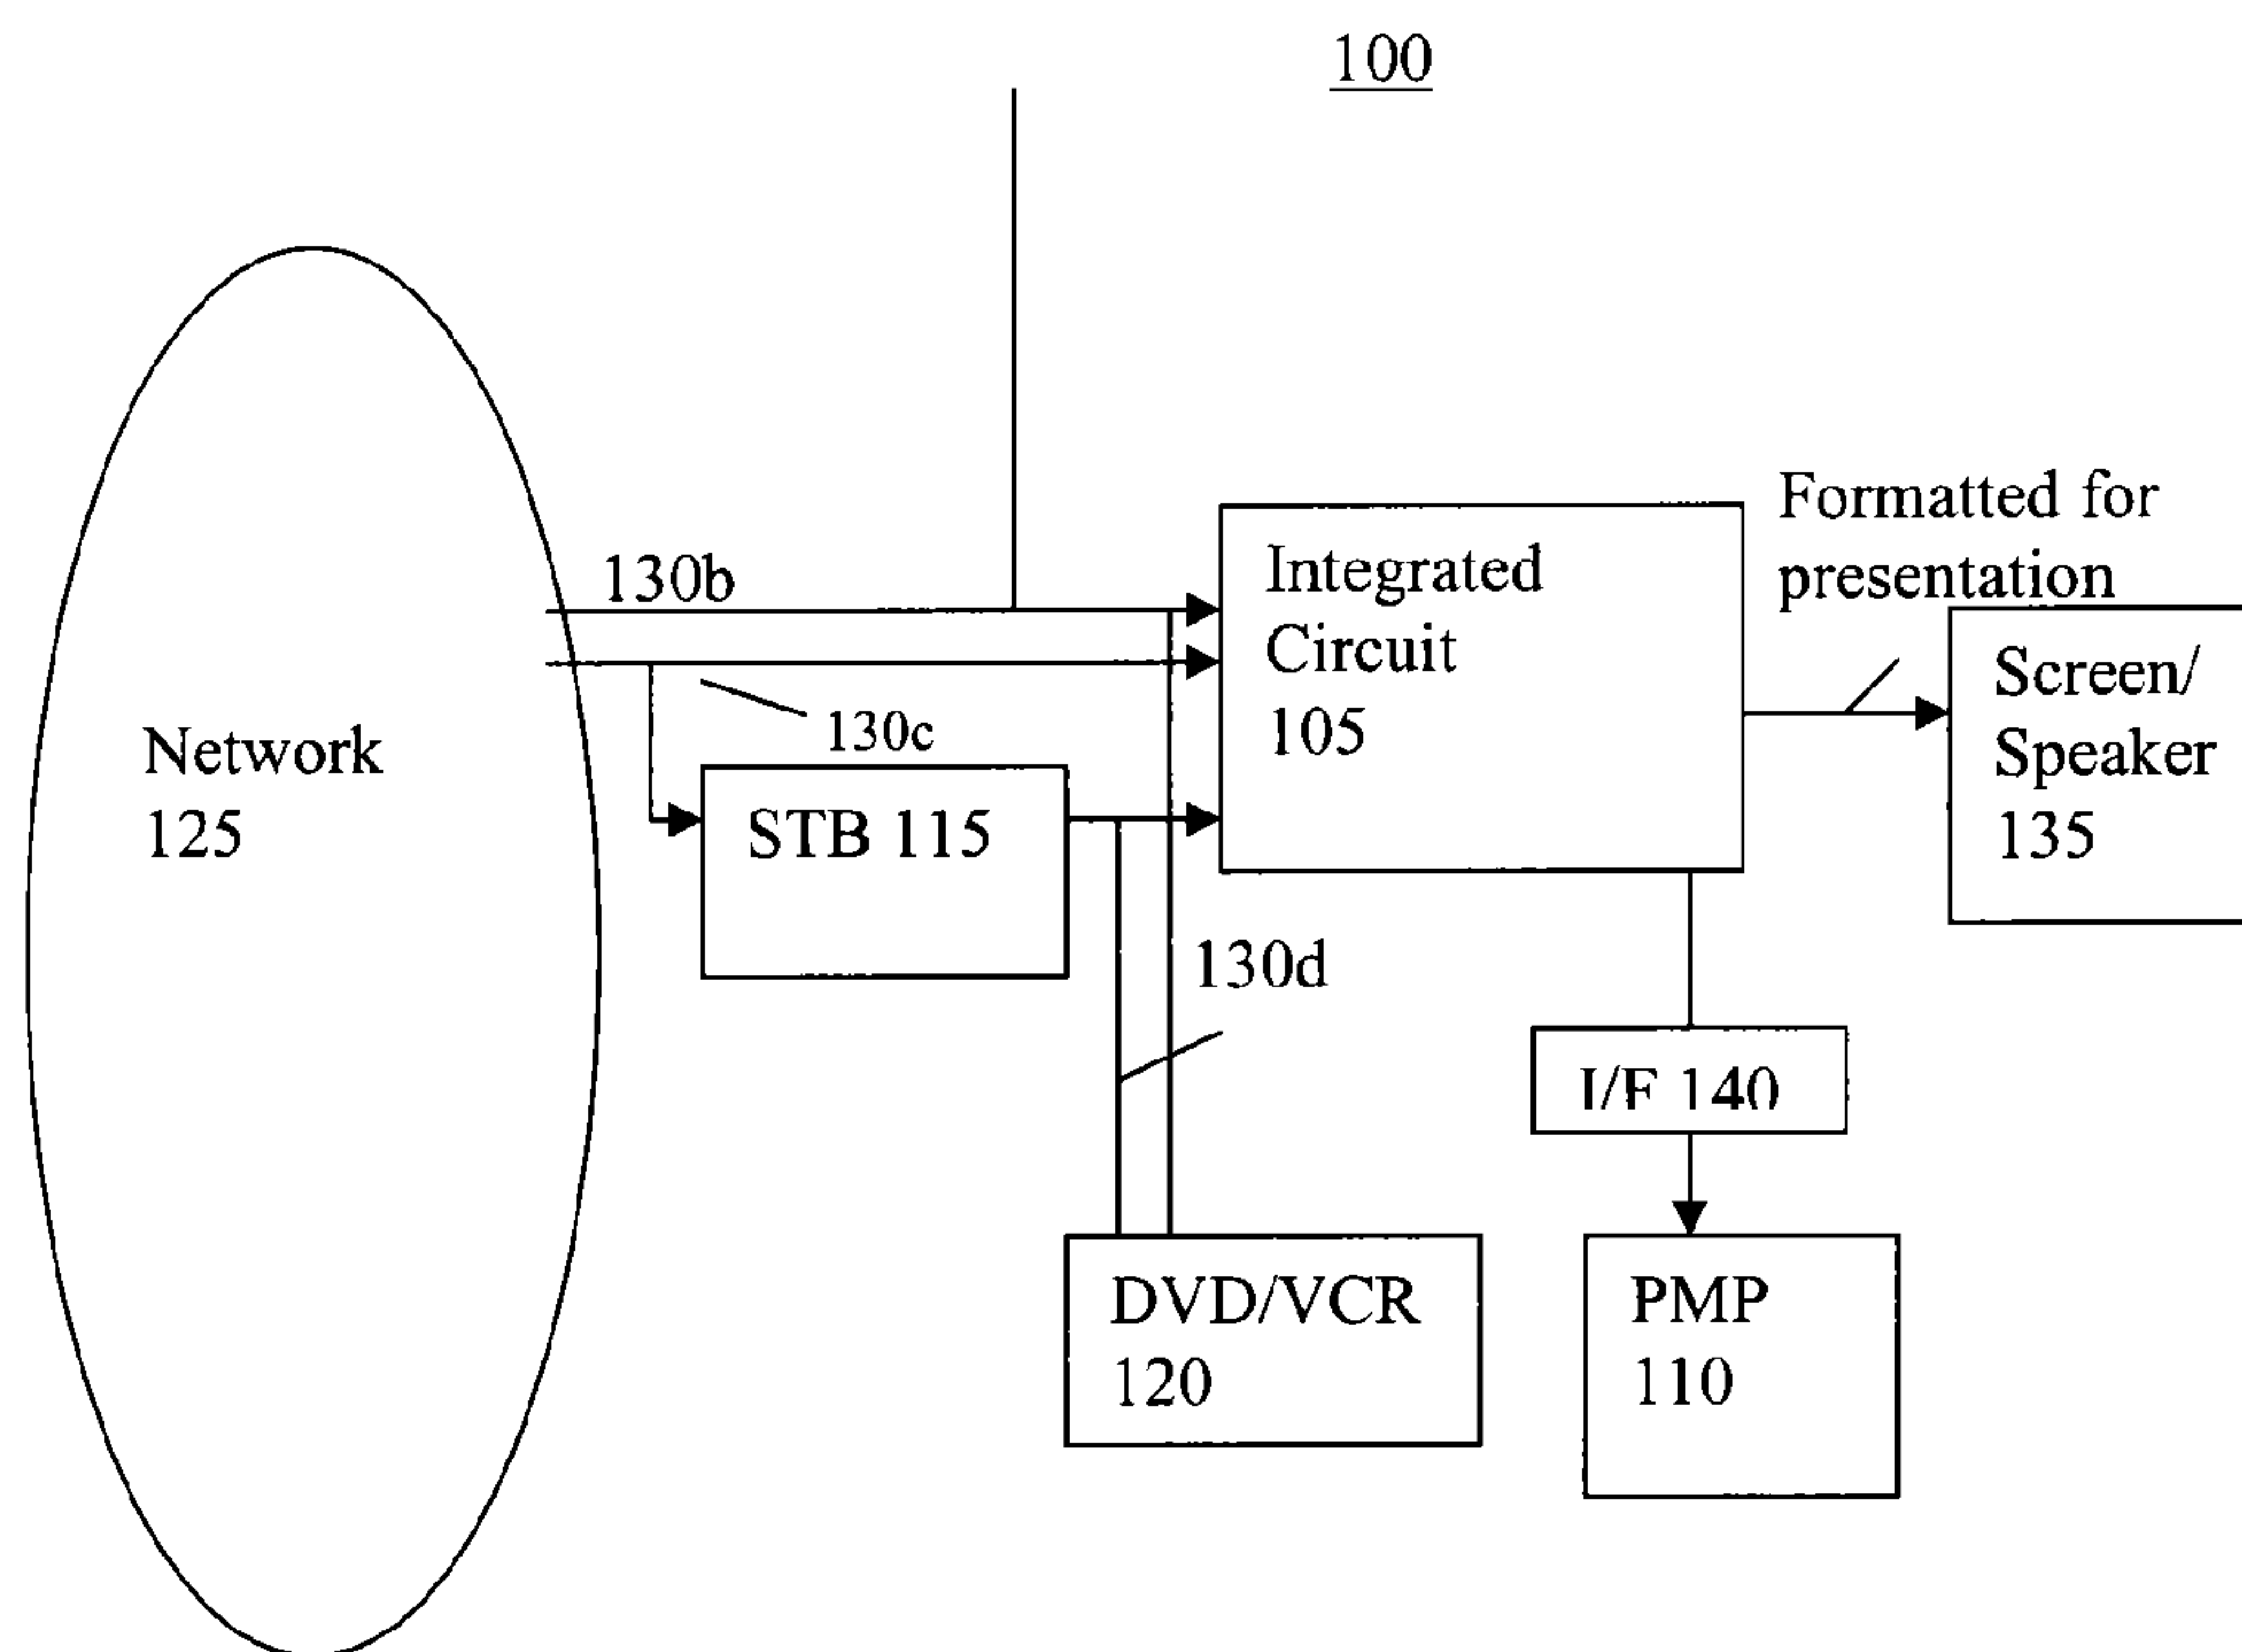 100
Formatted for
presentation
130b
Integrated
Circuit
105
Screen/
Speaker
135
130c
Network
125
STB 115
130d
I/F 140
DVD/VCR
120
PMP
110